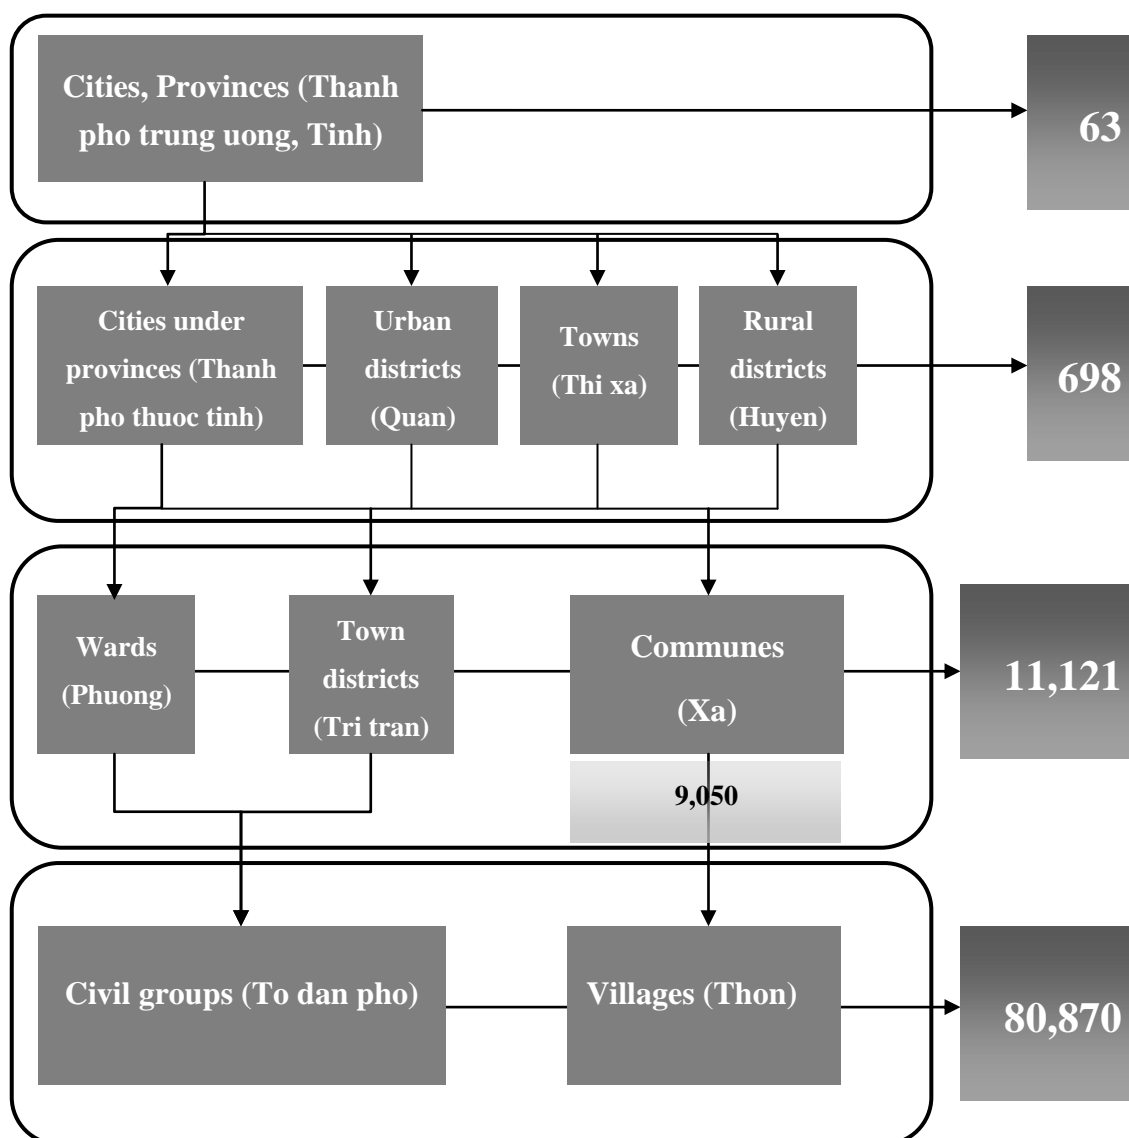 Cities, Provinces (Thanh
pho trung uong, Tinh)
63
Cities under
provinces (Thanh
pho thuoc tinh)
Urban
districts
(Quan)
Towns
(Thi xa)
Rural
districts
(Huyen)
698
Wards
(Phuong)
Town
districts
(Tri tran)
Communes
(Xa)
11,121
9,050
Civil groups (To dan pho)
Villages (Thon)
80,870